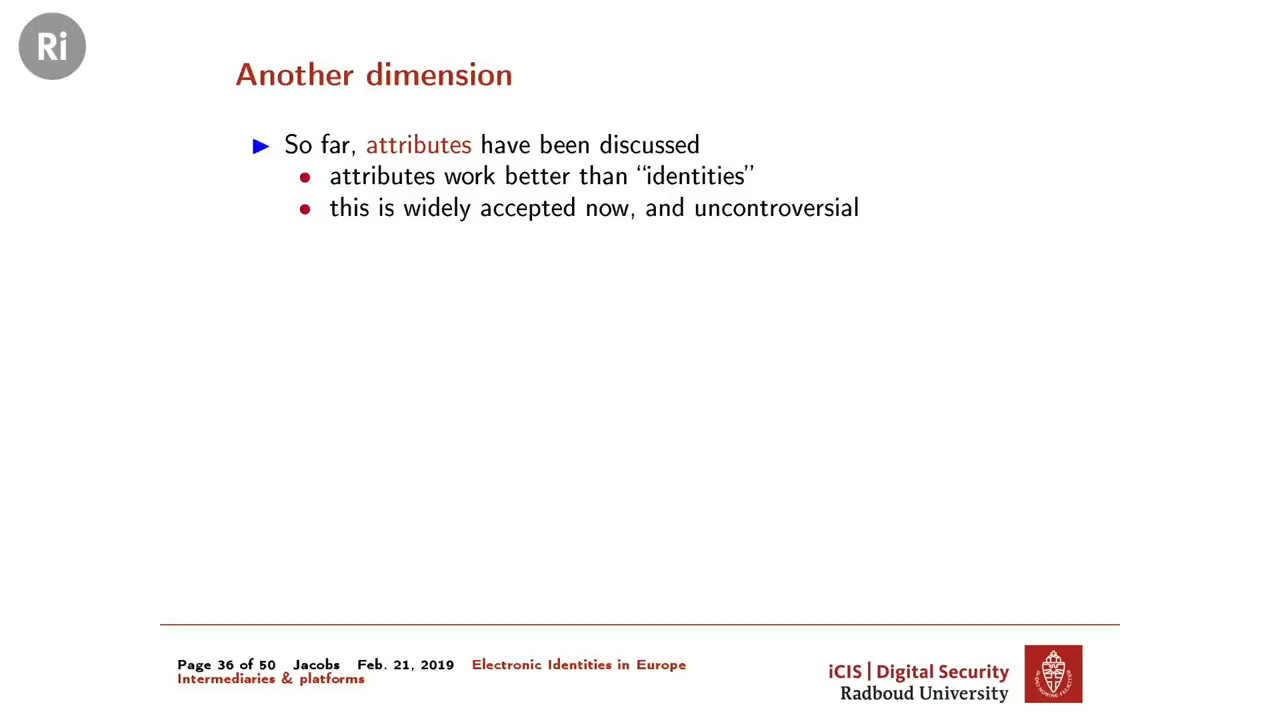 Ri
Another dimension
▶ So far, attributes have been discussed
• attributes work better than “identities”
• this is widely accepted now, and uncontroversial
Page 36 of 50 Jacobs Feb. 21, 2019 Electronic Identities in Europe
Intermediaries & platforms
iCIS | Digital Security
Radboud University